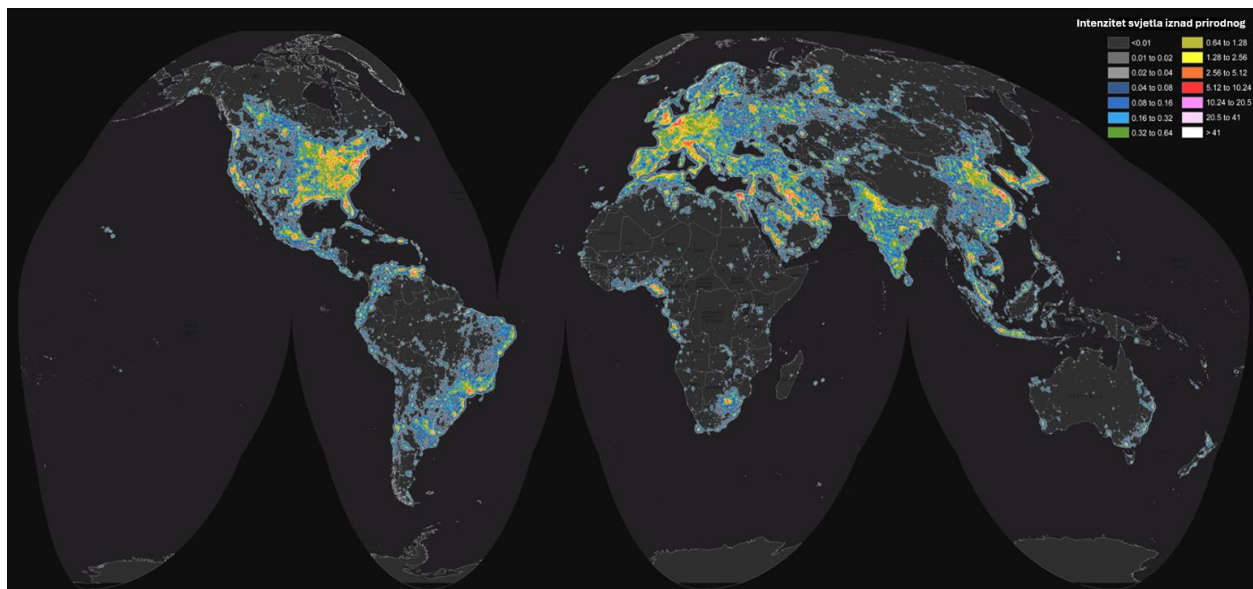 Intenzitet svjetla iznad prirodnog
<0.01
0.01 to 0.02
0.02 to 0.04
0.04 to 0.08
0.08 to 0.16
0.16 to 0.32
0.32 to 0.64
0.64 to 1.28
1.28 to 2.56
2.56 to 5.12
5.12 to 10.24
10.24 to 20.5
20.5 to 41
> 41